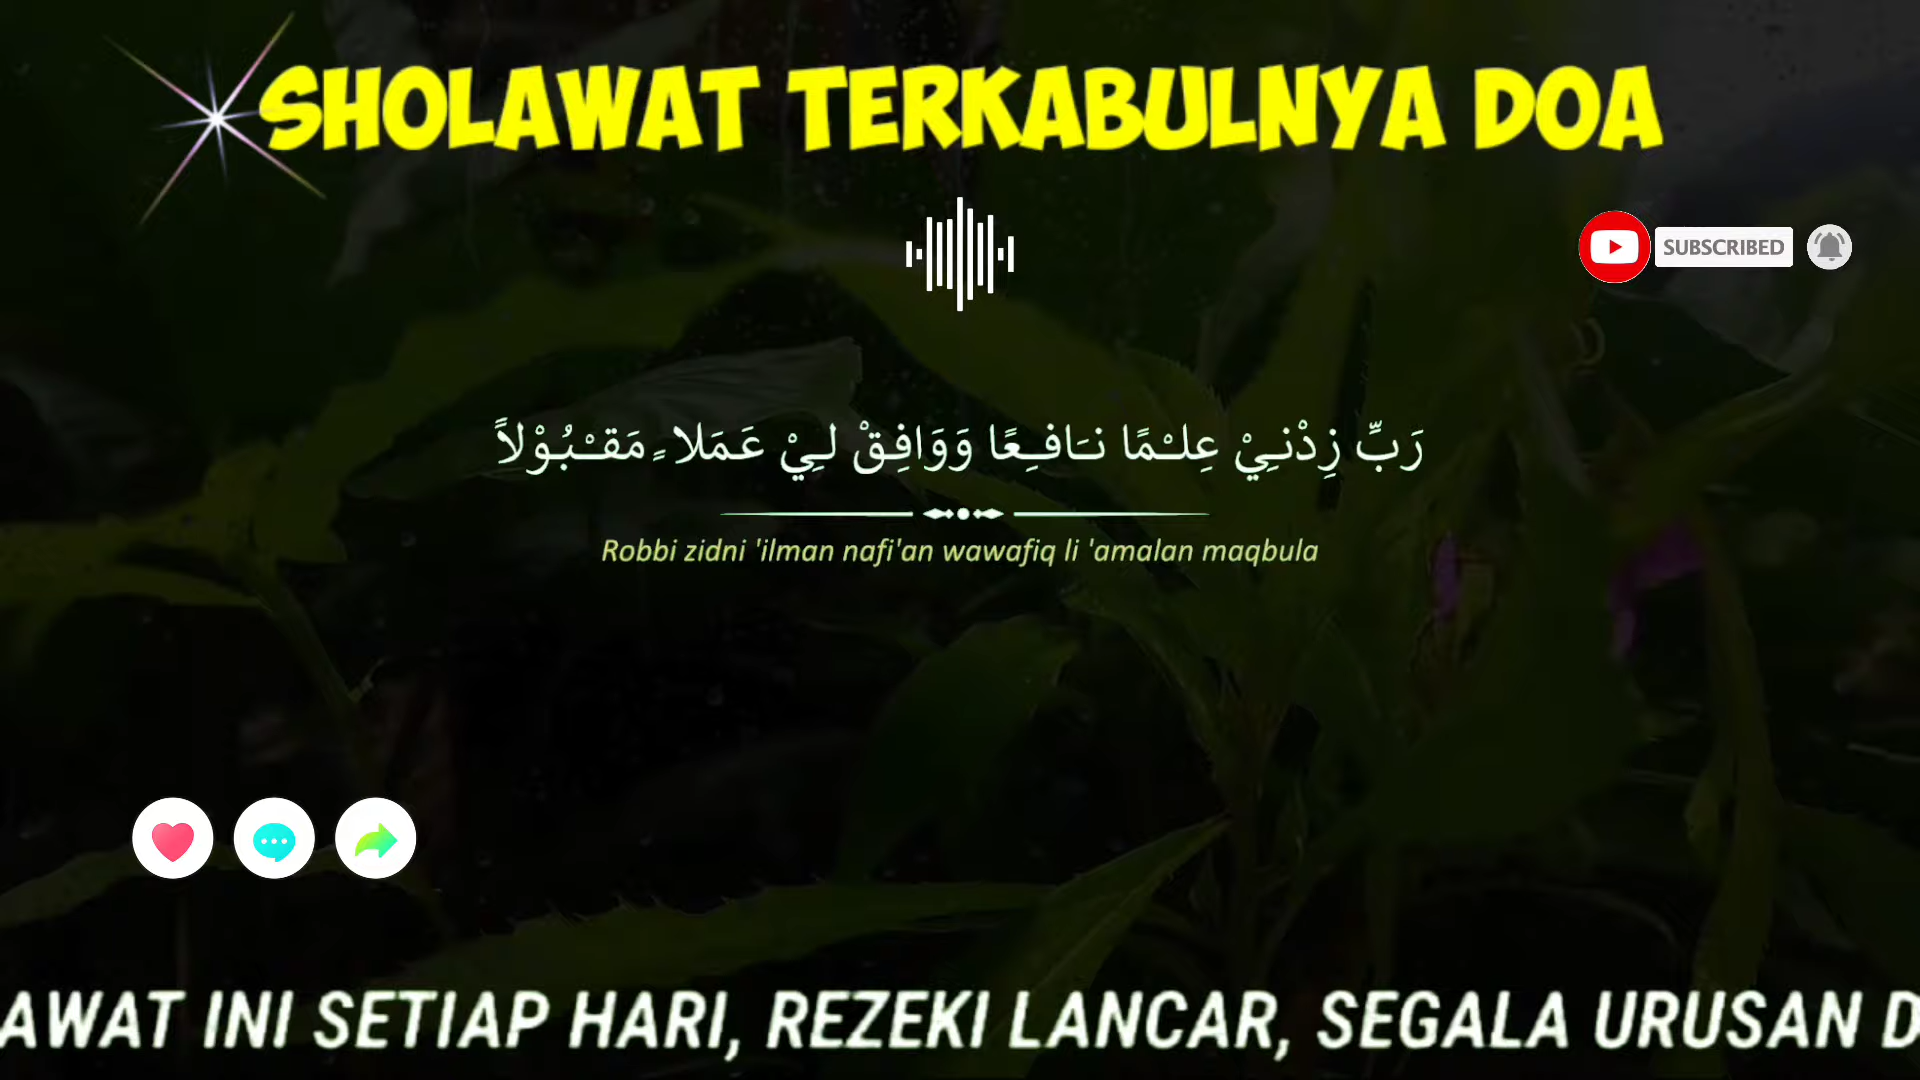 SHOLAWAT TERKABULNYA DOA
SUBSCRIBED
رَبِّ زِدْنِيْ عِلْمًا نَافِعًا وَوَافِقْ لِيْ عَمَلاً مَقْبُوْلاً
Robbi zidni 'ilman nafi'an wawafiq li 'amalan maqbula
AWAT INI SETIAP HARI, REZEKI LANCAR, SEGALA URUSAN D